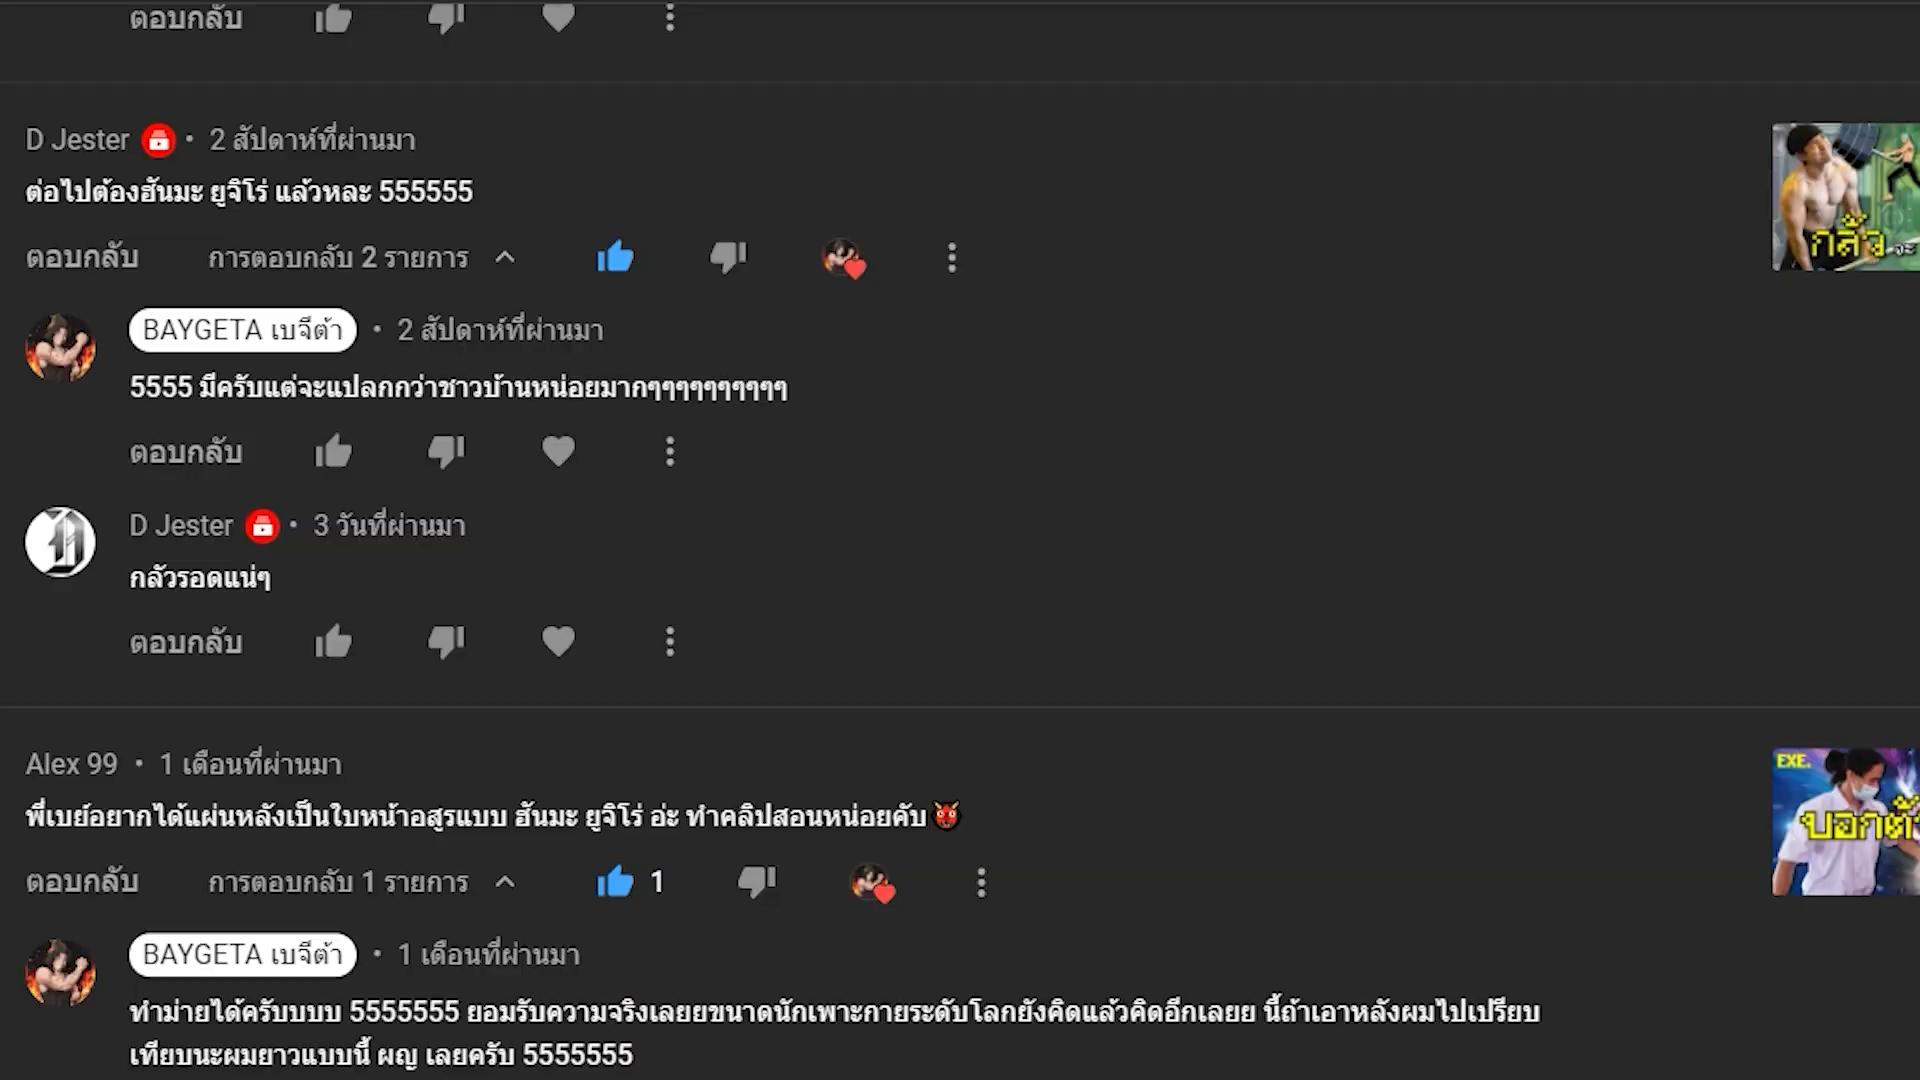 ตอบกลับ
D Jester • 2 สัปดาห์ที่ผ่านมา
ต่อไปต้องฮันมะ ยูจิโร่ แล้วหละ 555555
กลัว
จะ
ตอบกลับ การตอบกลับ 2 รายการ
BAYGETA เบจีต้า • 2 สัปดาห์ที่ผ่านมา
5555 มีครับแต่จะแปลกกว่าชาวบ้านหน่อยมากๆๆๆๆๆๆๆๆๆๆ
ตอบกลับ
D Jester • 3 วันที่ผ่านมา
กลัวรอดแน่ๆ
ตอบกลับ
Alex 99 • 1 เดือนที่ผ่านมา
EXE.
พี่เบย์อยากได้แผ่นหลังเป็นใบหน้าอสูรแบบ ฮันมะ ยูจิโร่ อ่ะ ทำคลิปสอนหน่อยคับ👹
บอกต้
ตอบกลับ การตอบกลับ 1 รายการ 1
BAYGETA เบจีต้า • 1 เดือนที่ผ่านมา
ทำม่ายได้ครับบบบ 5555555 ยอมรับความจริงเลยยขนาดนักเพาะกายระดับโลกยังคิดแล้วคิดอีกเลยย นี้ถ้าเอาหลังผมไปเปรียบ
เทียบนะผมยาวแบบนี้ ผญ เลยครับ 5555555